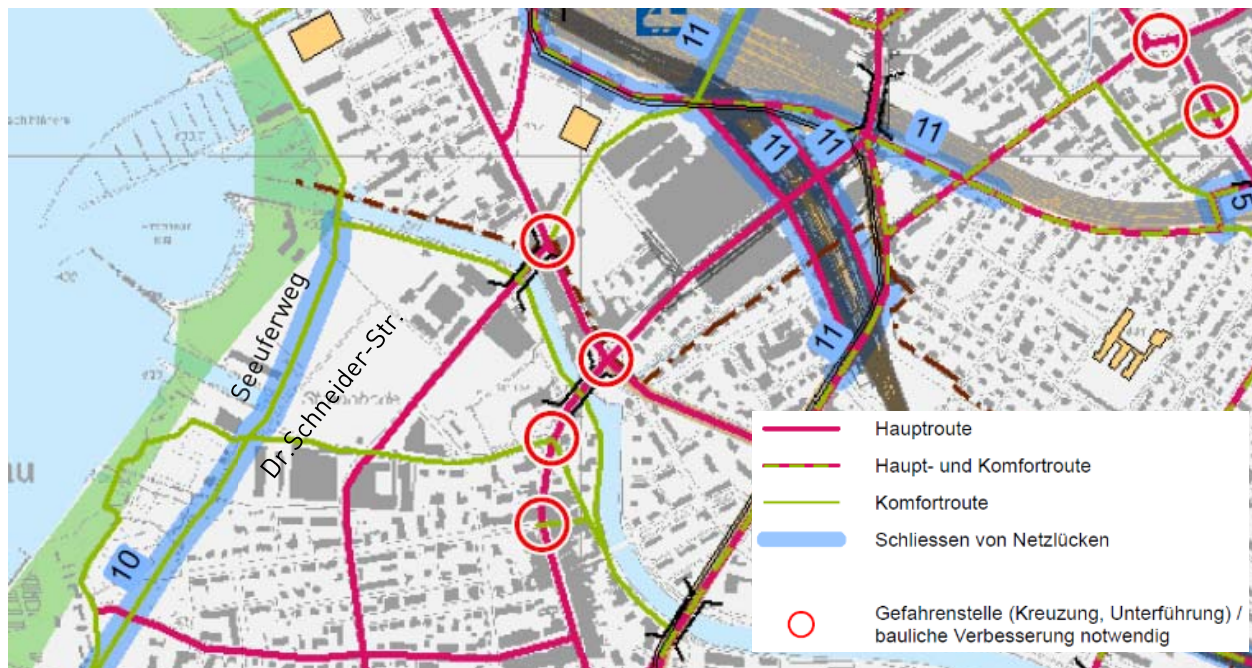 11
11
11
11
11
5
10
Seeuferweg
Dr.Schneider-Str.
Hauptroute
Haupt- und Komfortroute
Komfortroute
Schliessen von Netzlücken
Gefahrenstelle (Kreuzung, Unterführung) /
bauliche Verbesserung notwendig